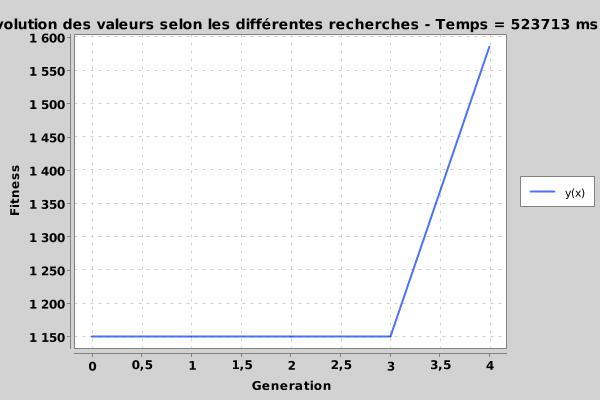 volution des valeurs selon les différentes recherches - Temps = 523713 ms
1 600
1 550
1 500
1 450
1 400
1 350
1 300
1 250
1 200
1 150
Fitness
0 0,5 1 1,5 2 2,5 3 3,5 4
Generation
y(x)